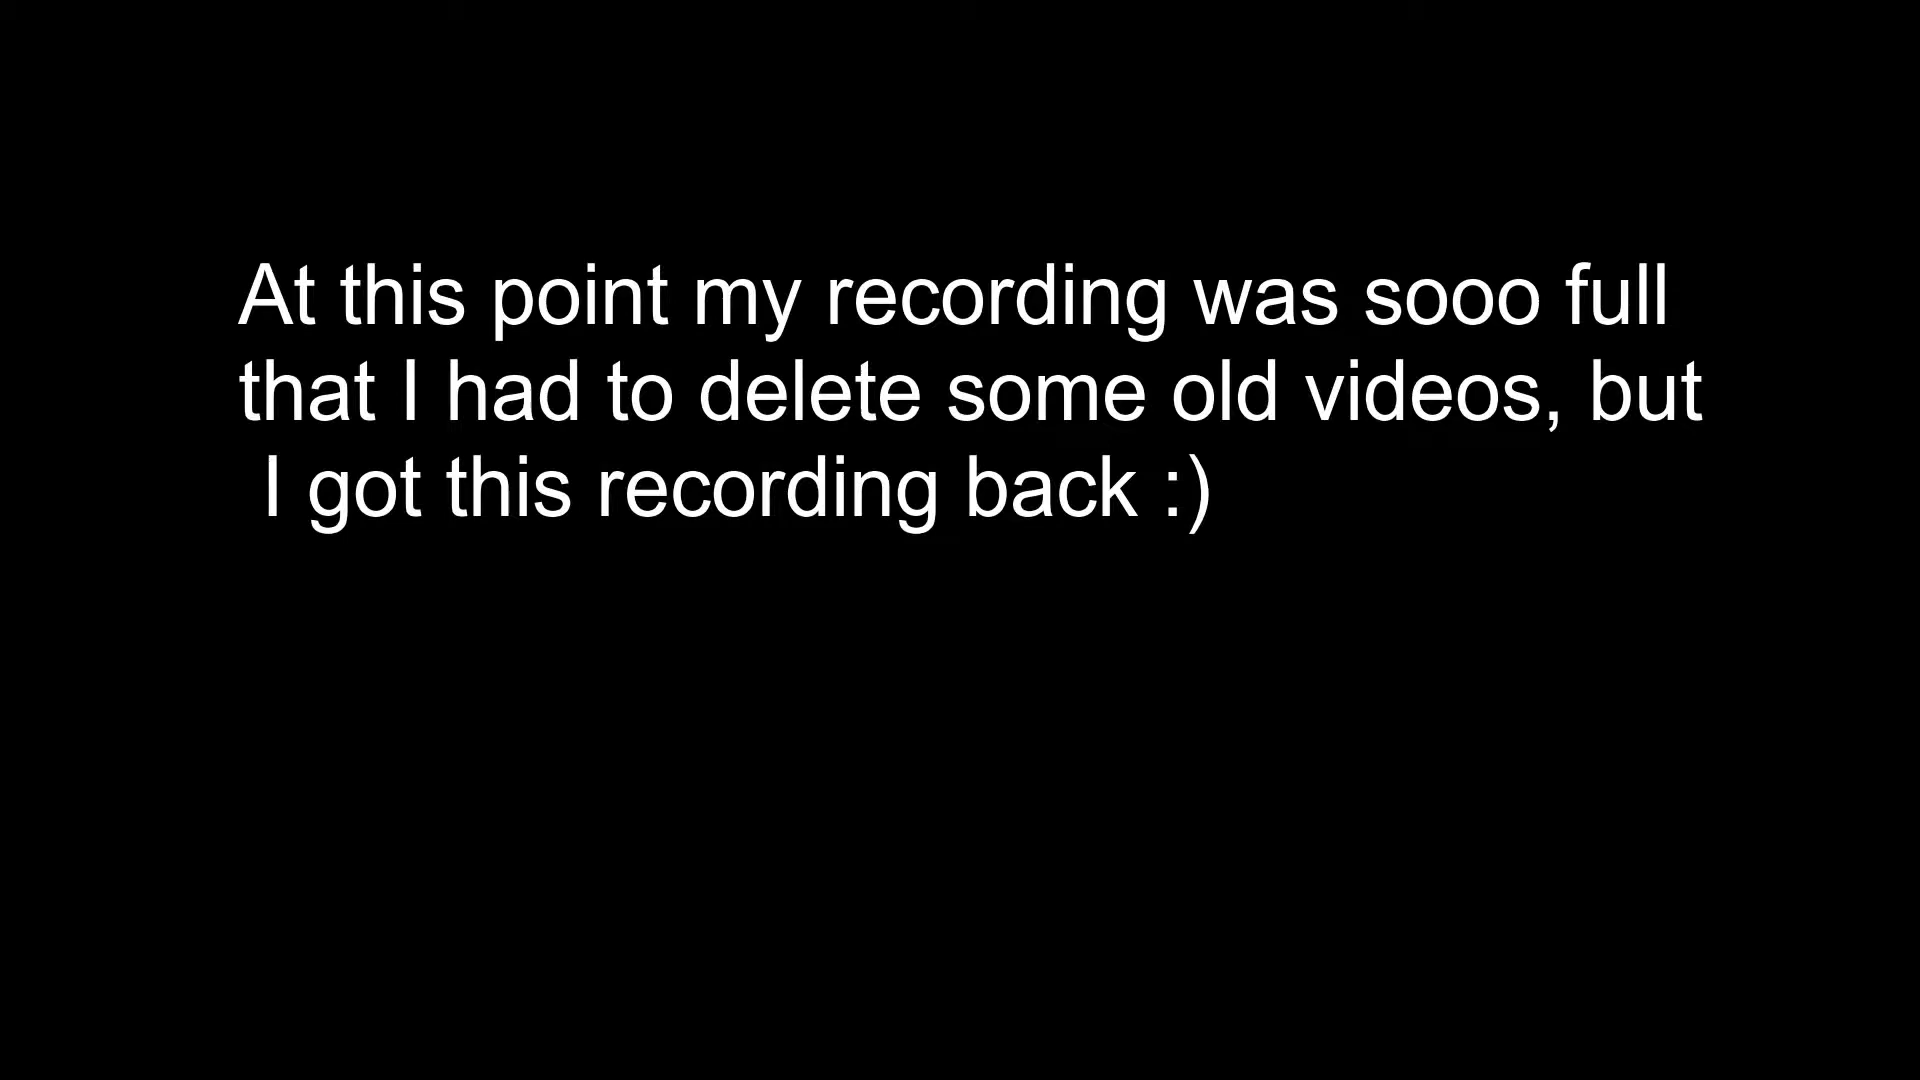 At this point my recording was sooo full
that I had to delete some old videos, but
I got this recording back :)